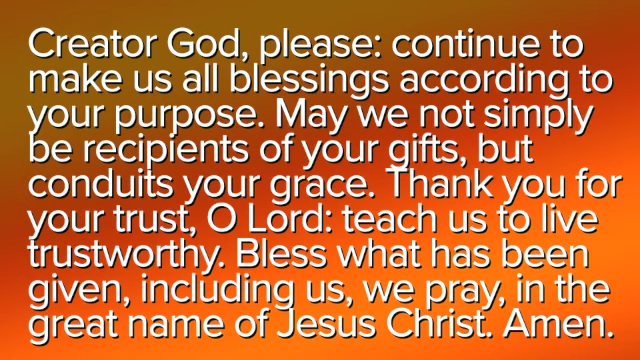 Creator God, please: continue to
make us all blessings according to
your purpose. May we not simply
be recipients of your gifts, but
conduits your grace. Thank you for
your trust, O Lord: teach us to live
trustworthy. Bless what has been
given, including us, we pray, in the
great name of Jesus Christ. Amen.